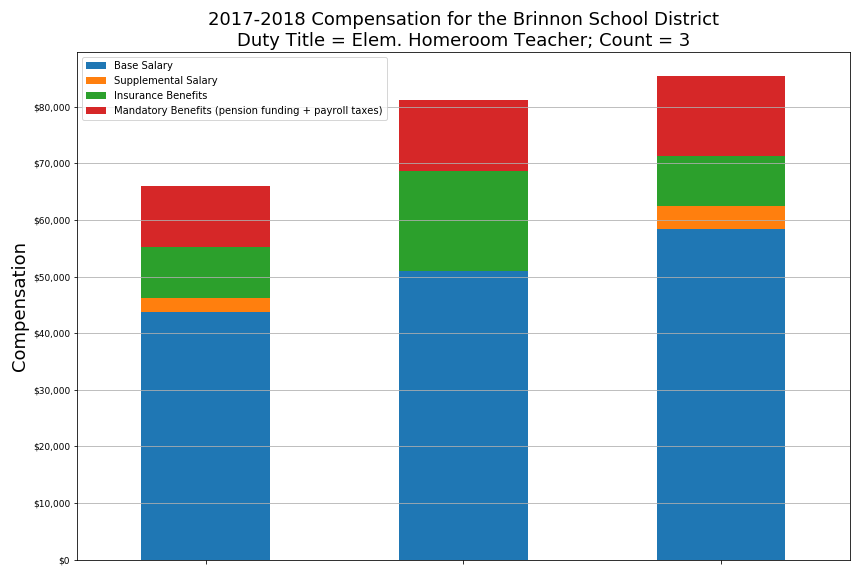 2017-2018 Compensation for the Brinnon School District
Duty Title = Elem. Homeroom Teacher; Count = 3
Base Salary
Supplemental Salary
Insurance Benefits
Mandatory Benefits (pension funding + payroll taxes)
Compensation
$80,000
$70,000
$60,000
$50,000
$40,000
$30,000
$20,000
$10,000
$0